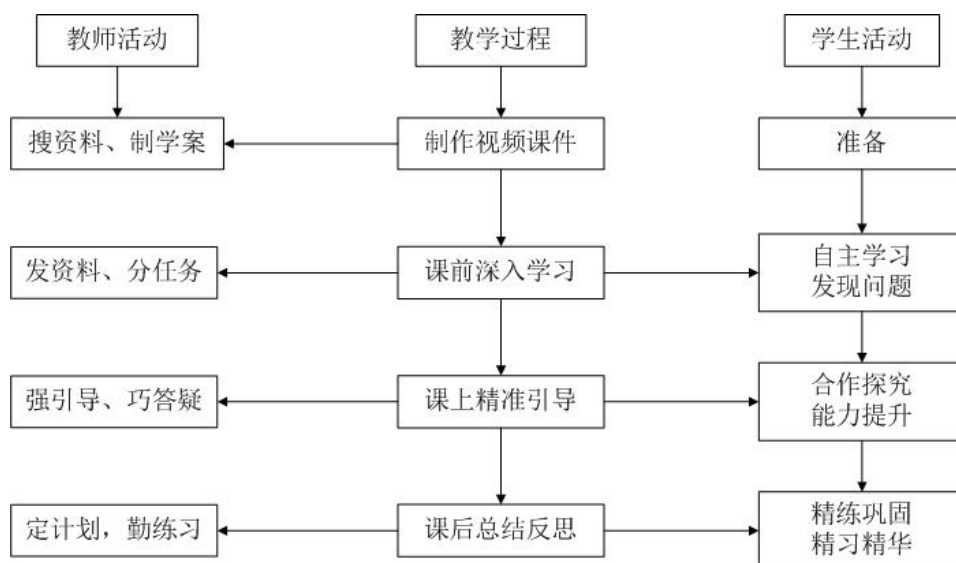 教师活动
教学过程
学生活动
搜资料、制学案
制作视频课件
准备
发资料、分任务
课前深入学习
自主学习
发现问题
强引导、巧答疑
课上精准引导
合作探究
能力提升
定计划，勤练习
课后总结反思
精练巩固
精习精华